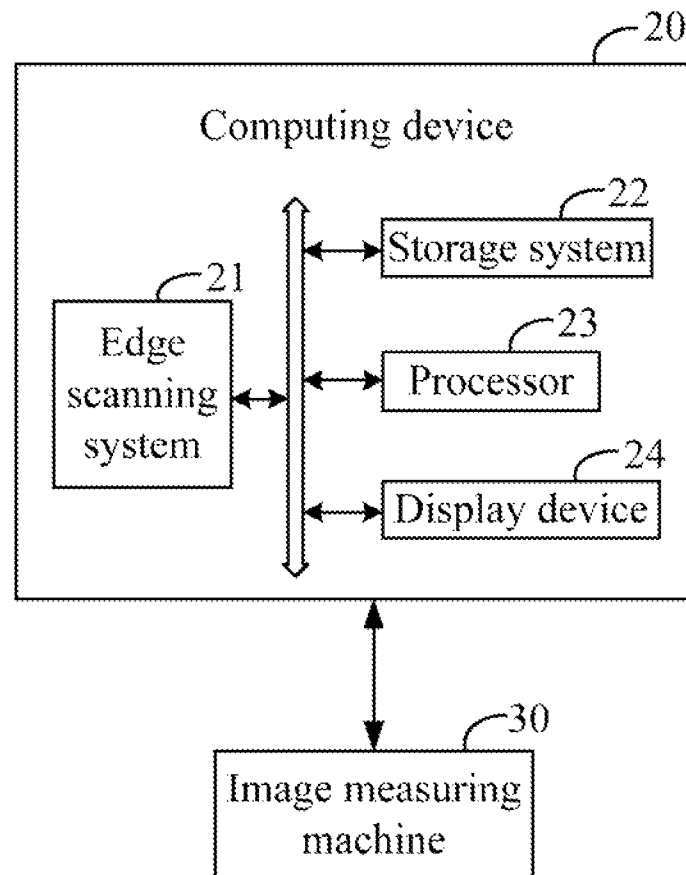 20
Computing device
22
Storage system
21
Edge
scanning
system
23
Processor
24
Display device
30
Image measuring
machine